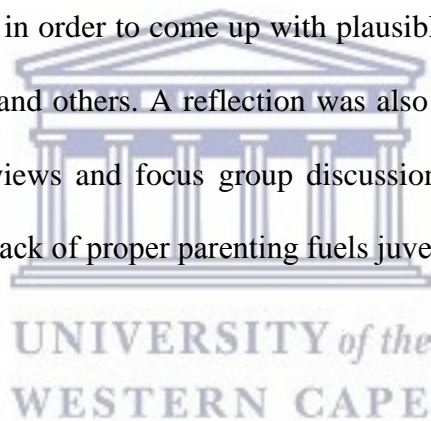 in order to come up with plausibl
and others. A reflection was also
views and focus group discussion
ack of proper parenting fuels juve
UNIVERSITY of the
WESTERN CAPE